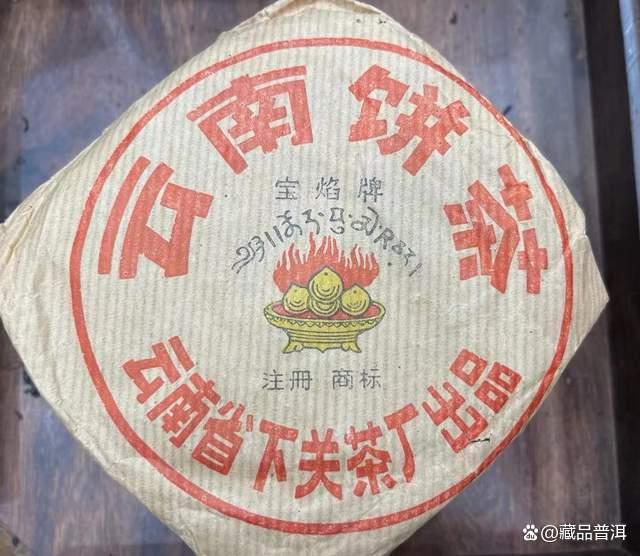 云南饼茶
宝焰牌
注册 商标
云南省下关茶厂出品
藏品普洱